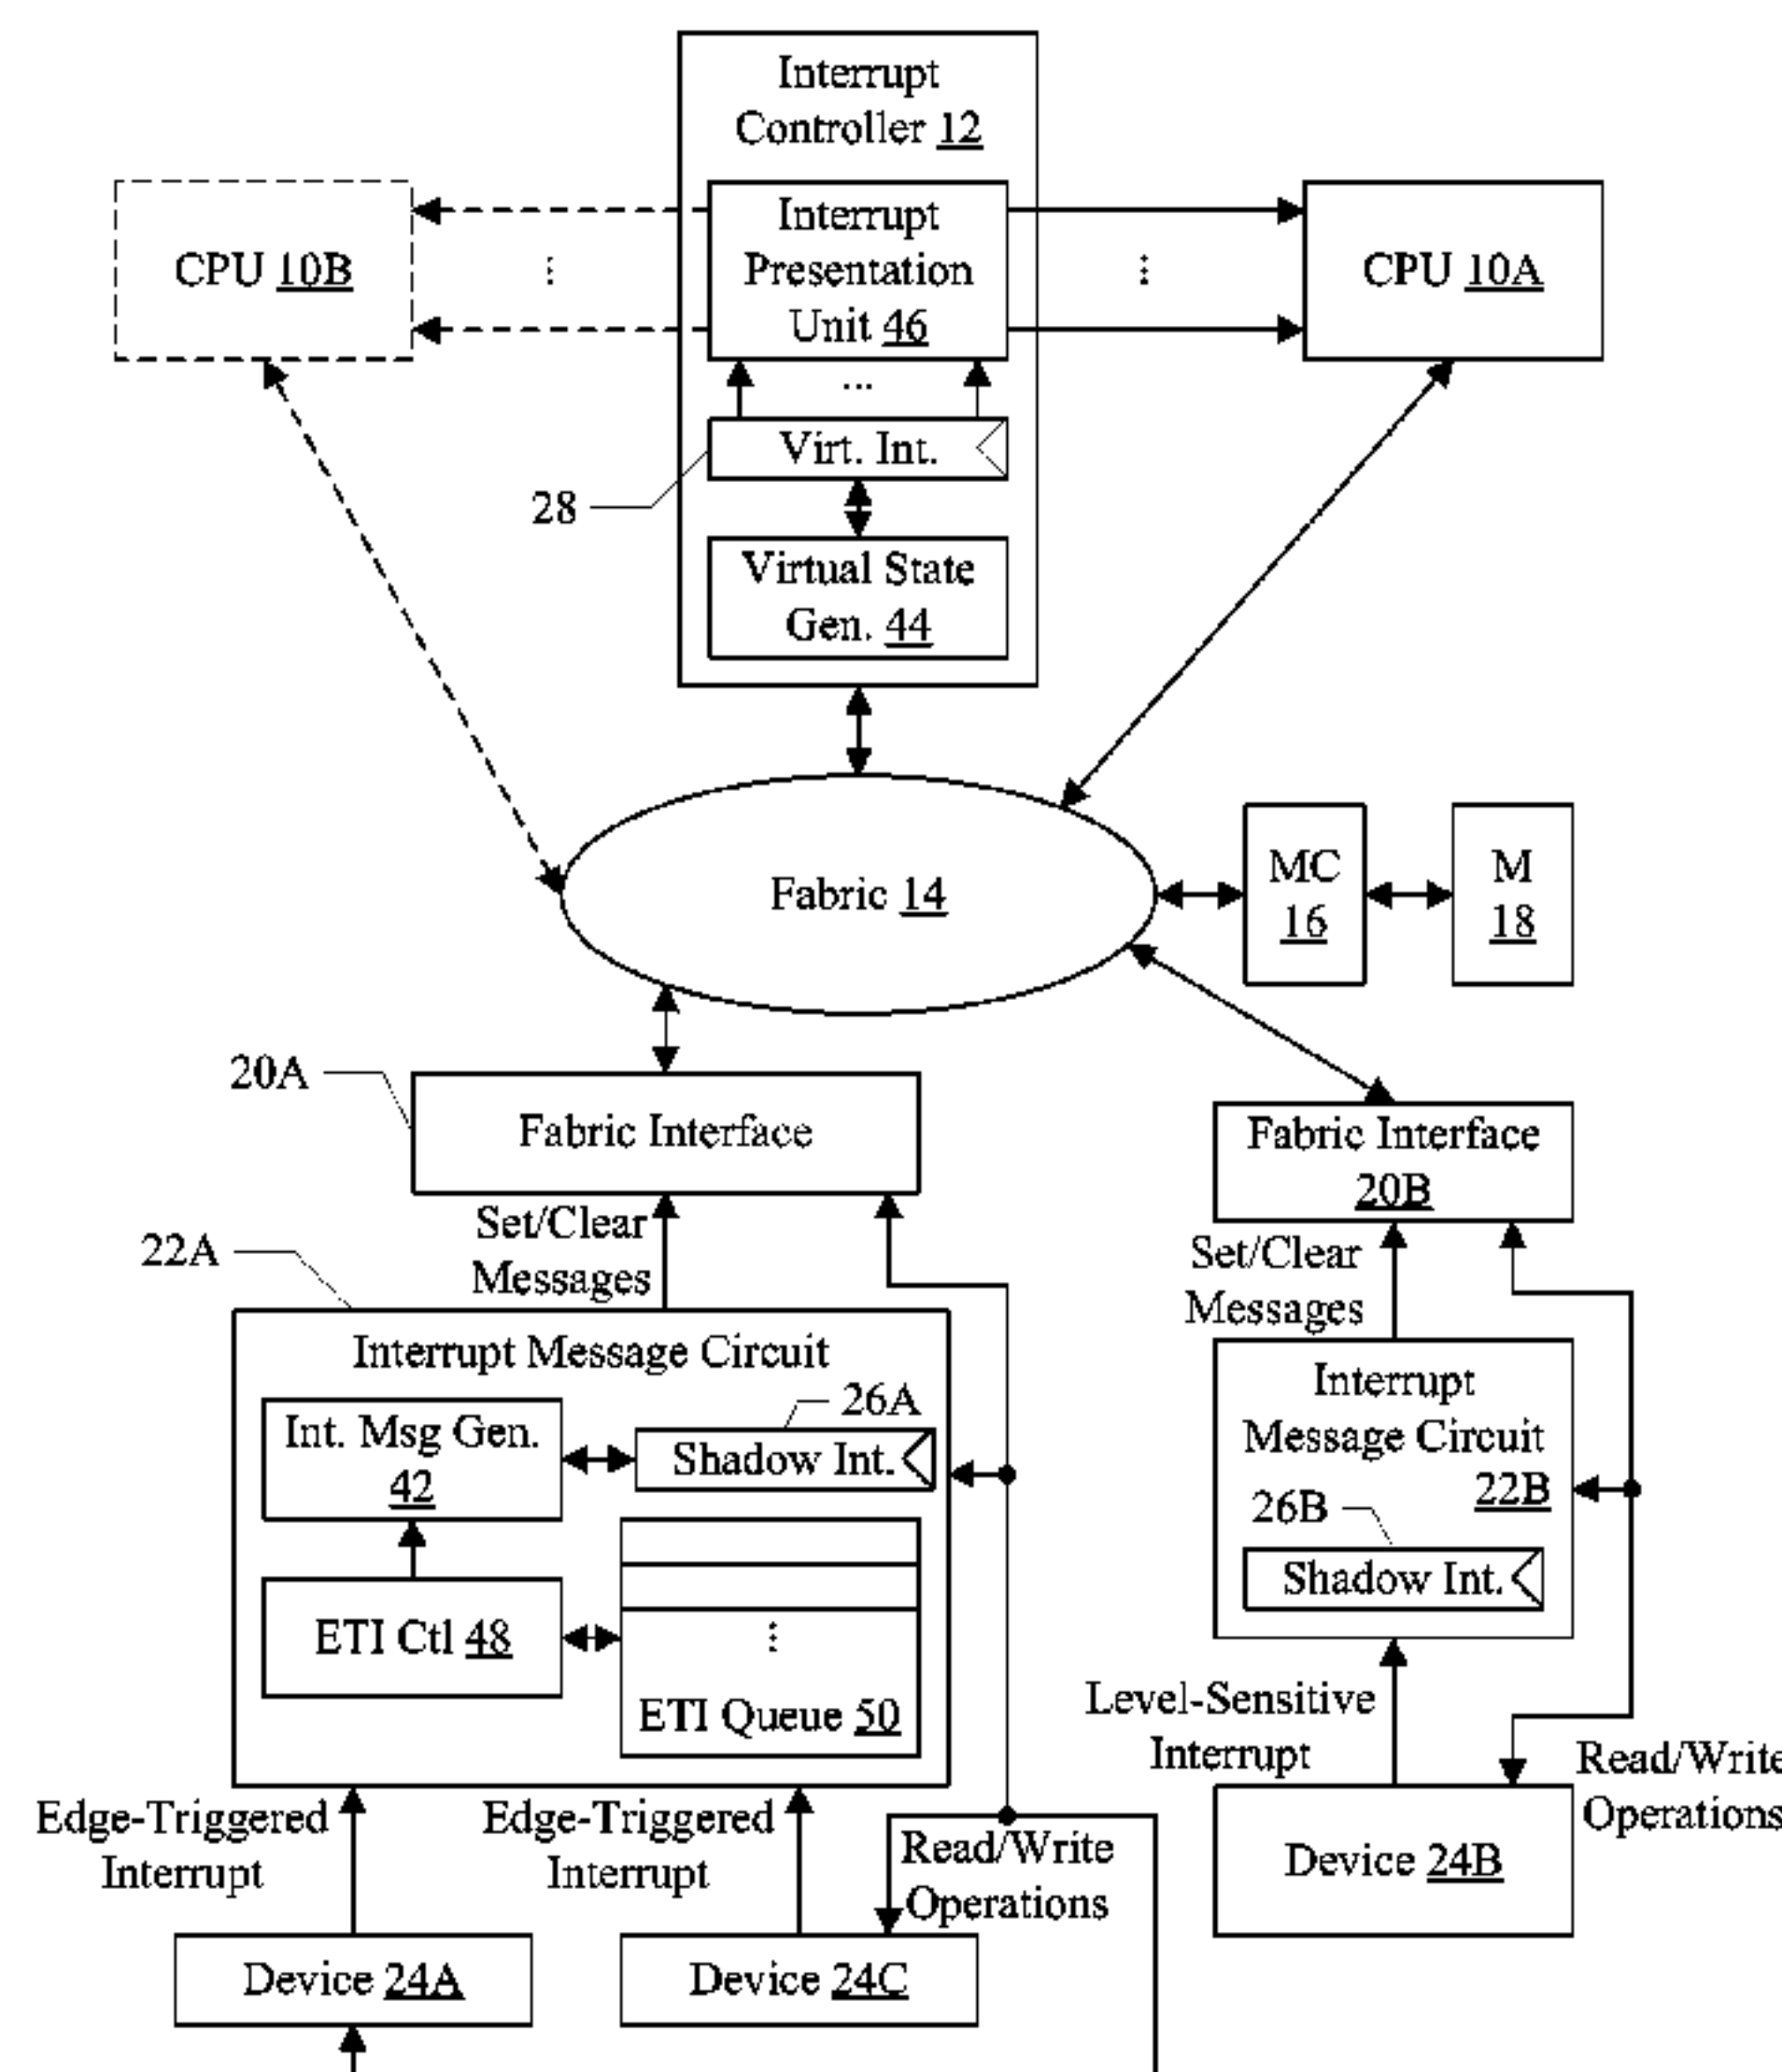 Interrupt
Controller 12
CPU 10B
⋮
Interrupt
Presentation
Unit 46
⋮
CPU 10A
...
Virt. Int.
28
Virtual State
Gen. 44
Fabric 14
MC
16
M
18
20A
Fabric Interface
Fabric Interface
20B
Set/Clear
Messages
Set/Clear
Messages
22A
Interrupt Message Circuit
Int. Msg Gen.
42
26A
Shadow Int.
ETI Ctl 48
⋮
ETI Queue 50
Interrupt
Message Circuit
22B
26B
Shadow Int.
Level-Sensitive
Interrupt
Read/Write
Operations
Edge-Triggered
Interrupt
Edge-Triggered
Interrupt
Read/Write
Operations
Device 24B
Device 24A
Device 24C